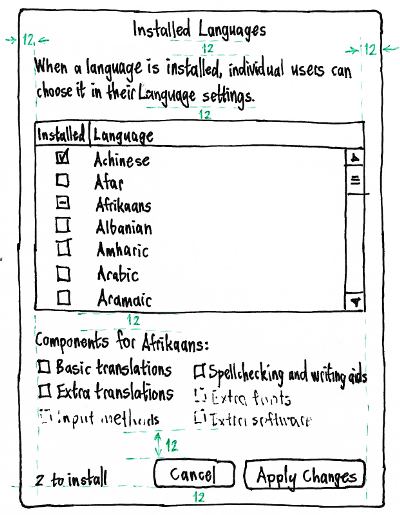 Installed Languages
12
12
12
When a language is installed, individual users can
choose it in their Language settings.
12
Installed Language
Achinese
Afar
Afrikaans
Albanian
Amharic
Arabic
Aramaic
12
Components for Afrikaans:
Basic translations
Spellchecking and writing aids
Extra translations
Extra fonts
Input methods
Extra software
12
2 to install
Cancel
Apply Changes
12